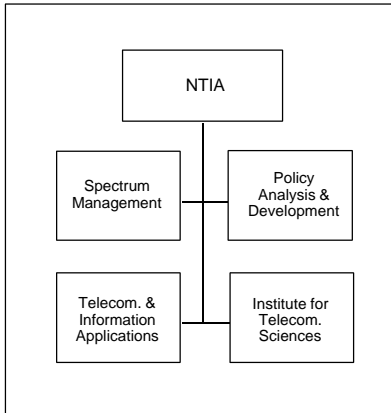 NTIA
Spectrum
Management
Policy
Analysis &
Development
Telecom. &
Information
Applications
Institute for
Telecom.
Sciences